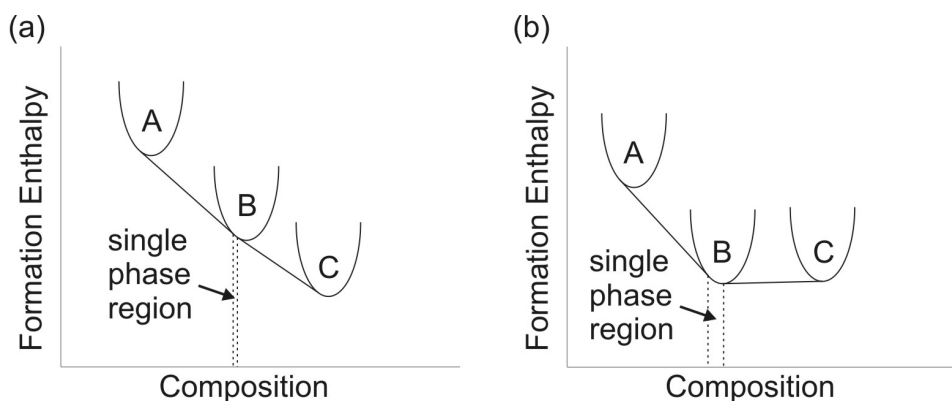 (a)
Formation Enthalpy
A
B
C
single
phase
region
Composition
(b)
Formation Enthalpy
A
B
C
single
phase
region
Composition